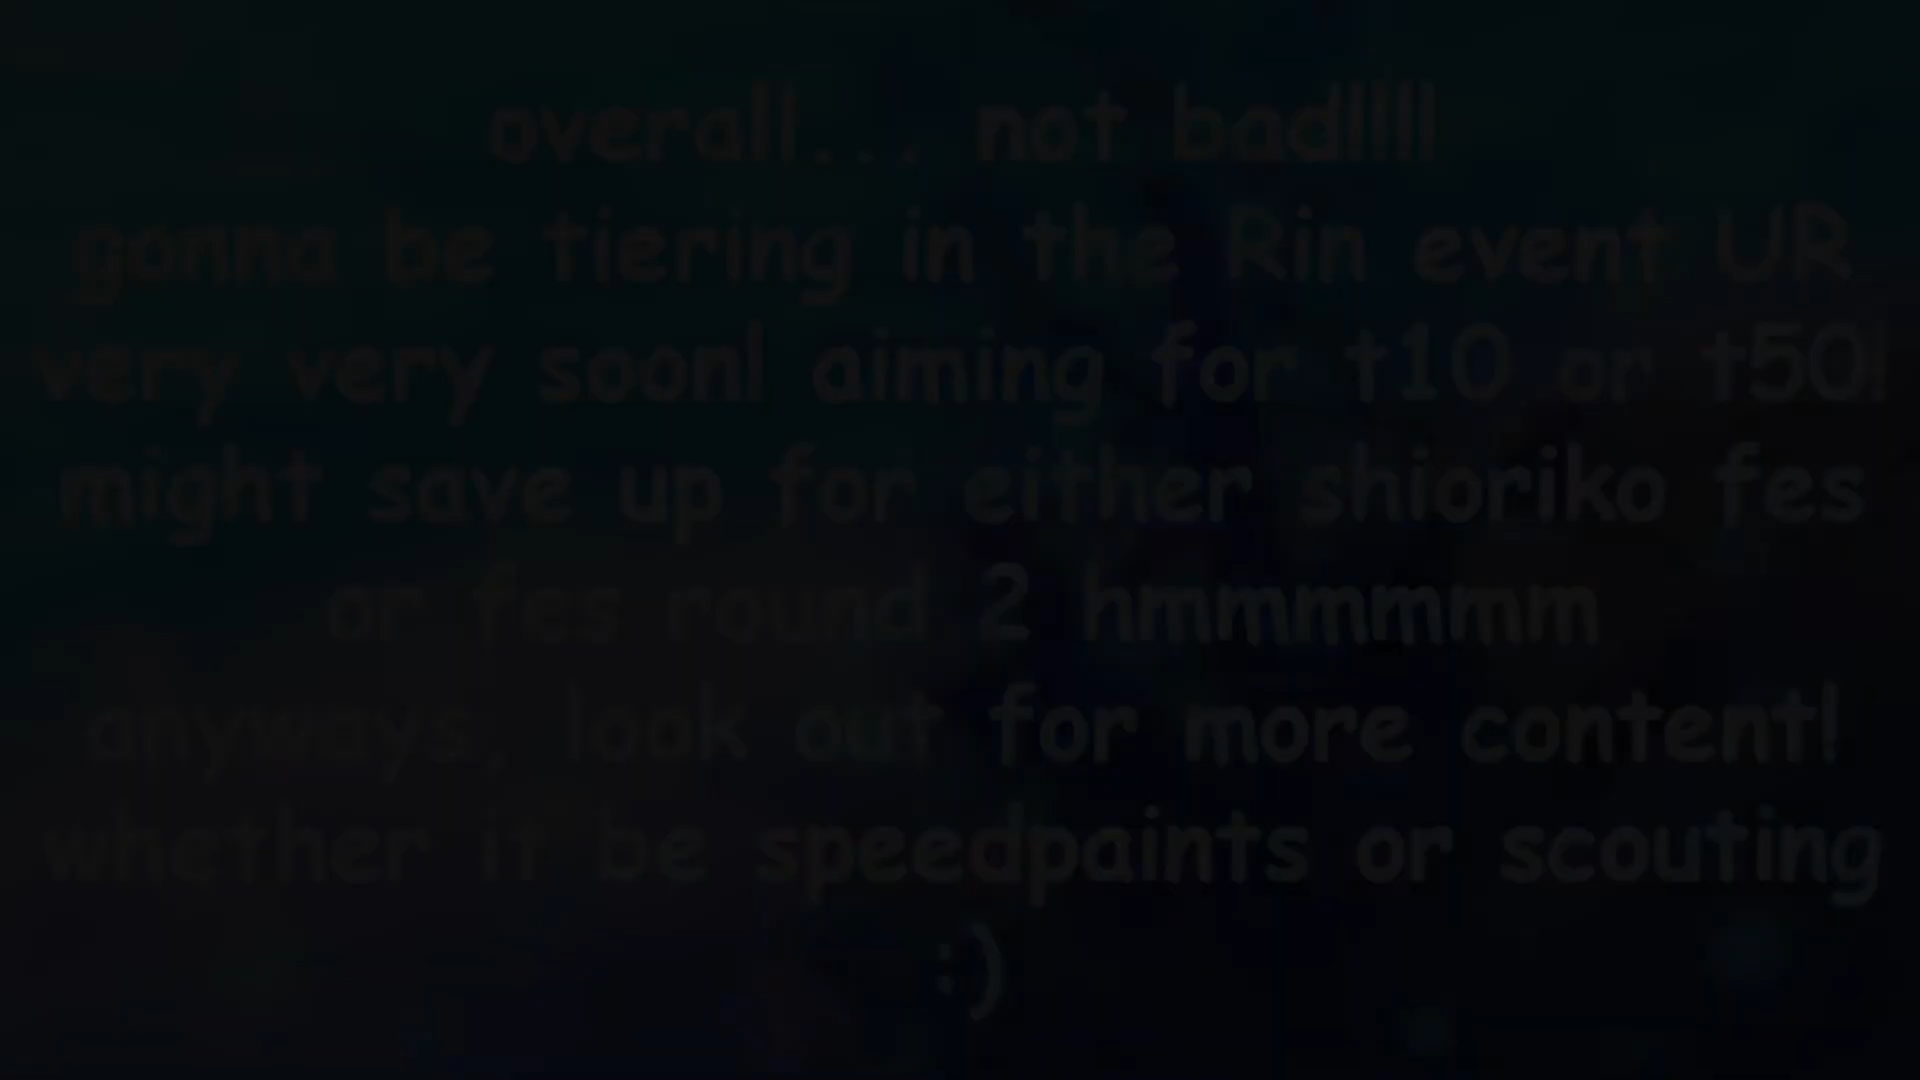 overall... not bad!!!!
gonna be tiering in the Rin event UR
very very soon! aiming for t10 or t50!
might save up for either shioriko fes
or fes round 2 hmmmmmm
anyways, look out for more content!
whether it be speedpaints or scouting
:)